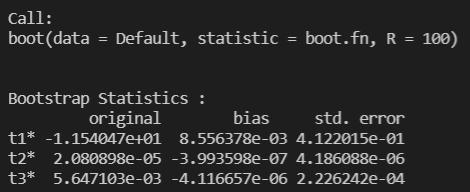 Call:
boot(data = Default, statistic = boot.fn, R = 100)
Bootstrap Statistics :
original bias std. error
t1* -1.154047e+01 8.556378e-03 4.122015e-01
t2* 2.080898e-05 -3.993598e-07 4.186088e-06
t3* 5.647103e-03 -4.116657e-06 2.226242e-04